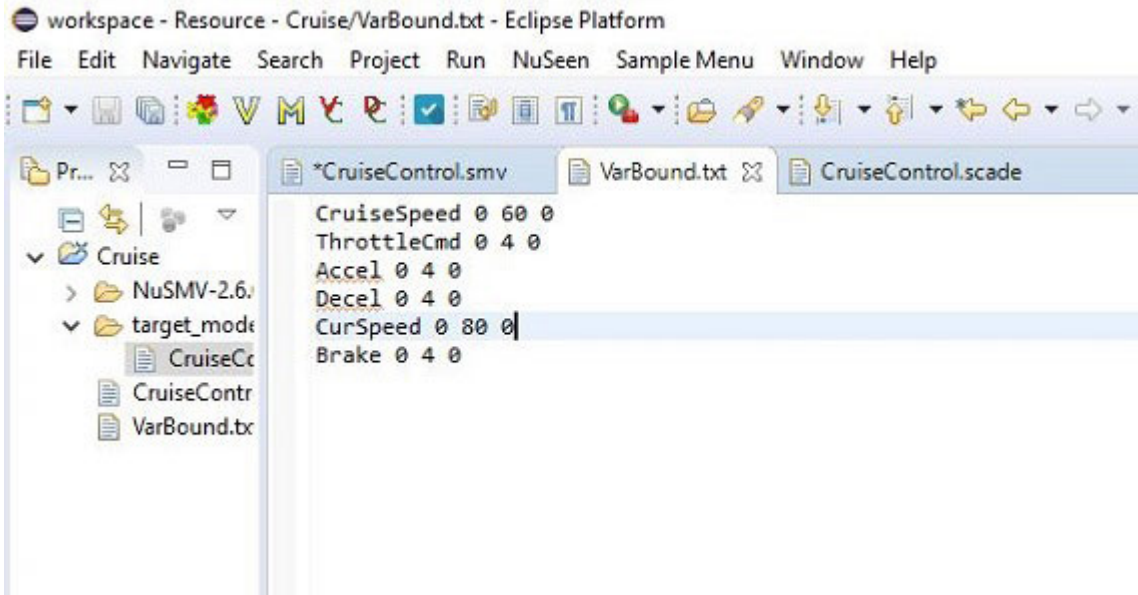 workspace - Resource - Cruise/VarBound.txt - Eclipse Platform
File Edit Navigate Search Project Run NuSeen Sample Menu Window Help
Pr...
*CruiseControl.smv
VarBound.txt
CruiseControl.scade
Cruise
NuSMV-2.6.
target_mode
CruiseCc
CruiseContr
VarBound.tx
CruiseSpeed 0 60 0
ThrottleCmd 0 4 0
Accel 0 4 0
Decel 0 4 0
CurSpeed 0 80 0
Brake 0 4 0